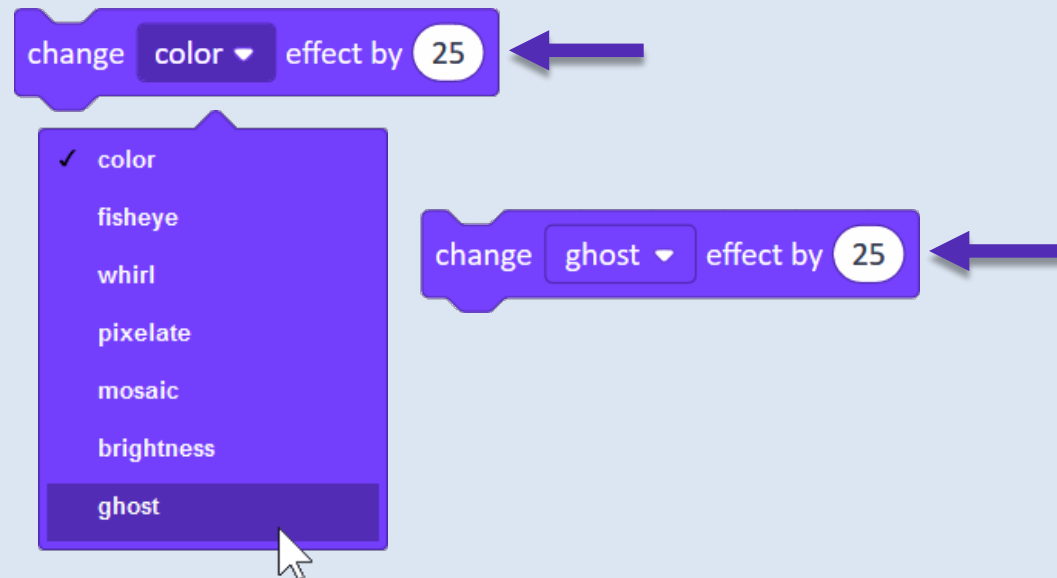 change color effect by 25
color
fisheye
whirl
change ghost effect by 25
pixelate
mosaic
brightness
ghost